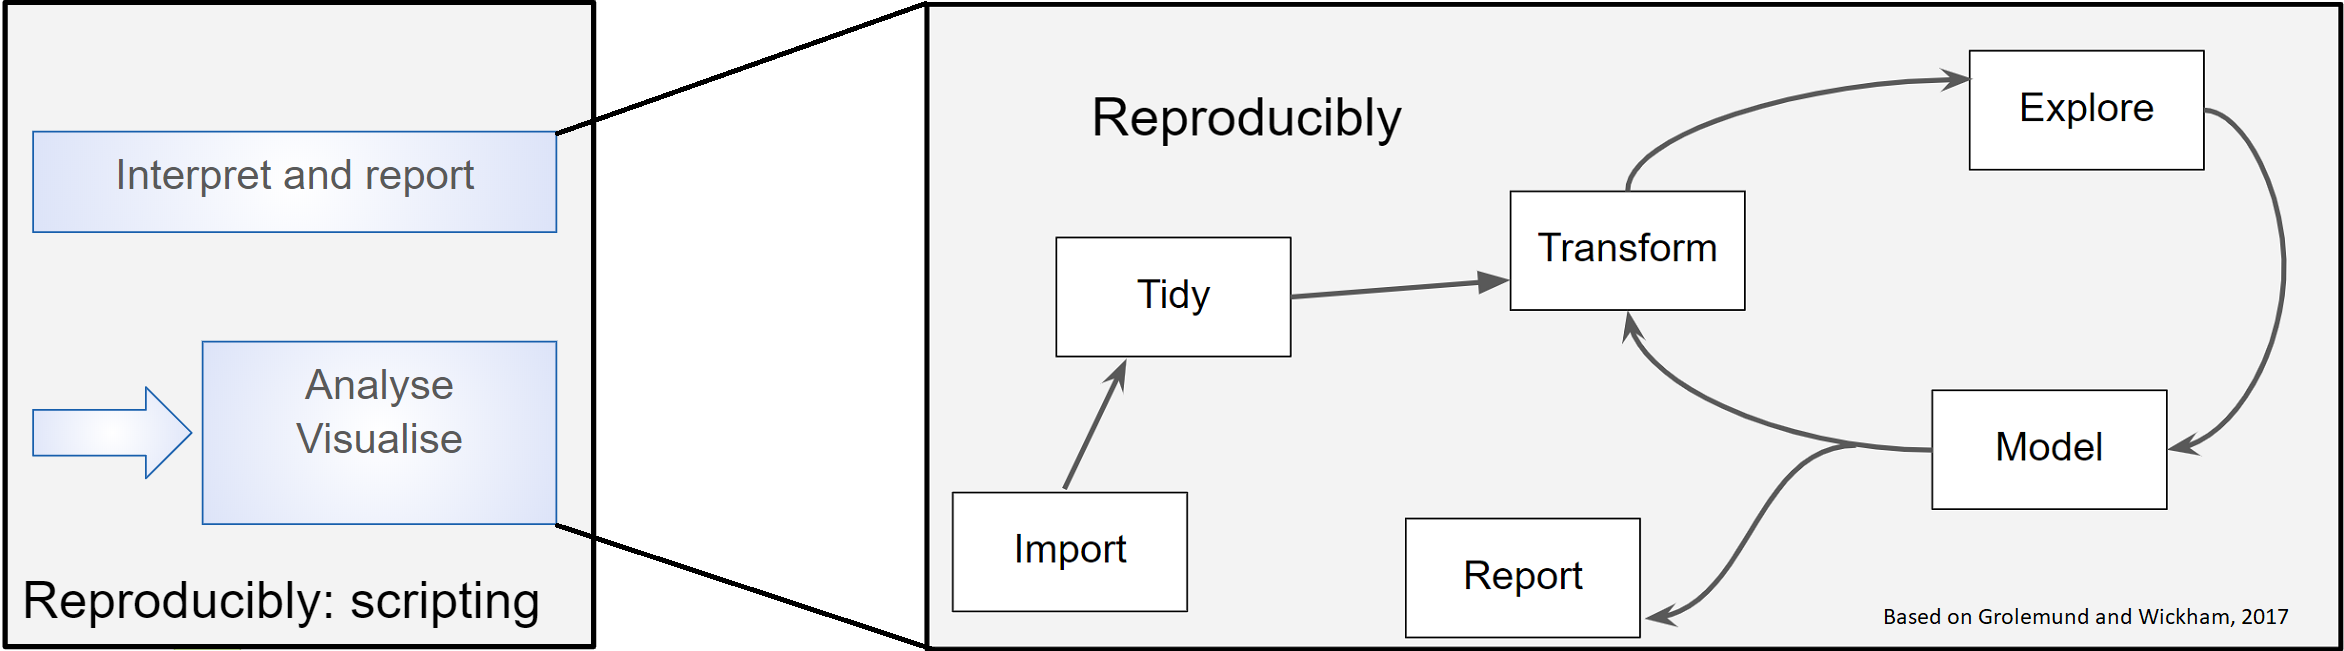 Interpret and report
Analyse
Visualise
Reproducibly: scripting
Reproducibly
Explore
Transform
Tidy
Model
Import
Report
Based on Grolemund and Wickham, 2017